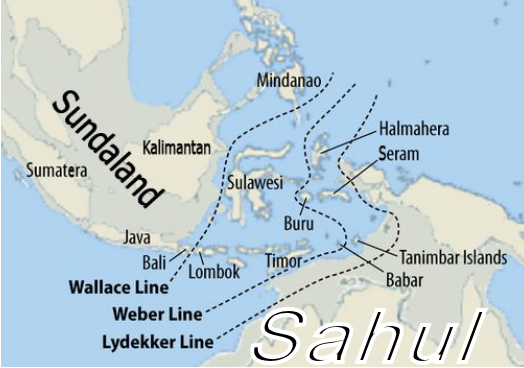 Mindanao
Halmahera
Seram
Sundaland
Kalimantan
Sumatera
Sulawesi
Buru
Java
Bali
Lombok
Timor
Tanimbar Islands
Babar
Wallace Line
Weber Line
Lydekker Line
Sahul